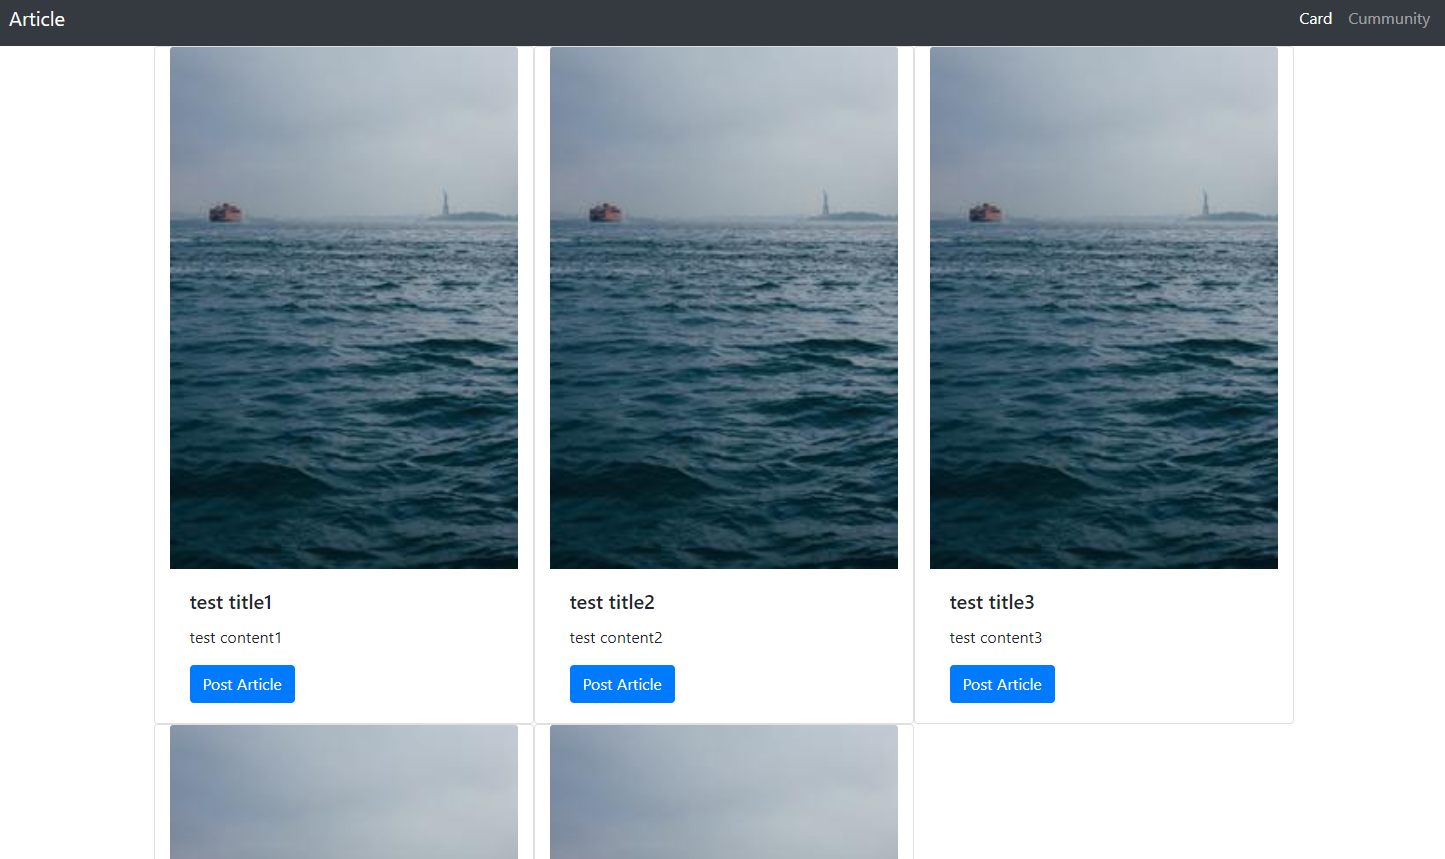 Article
Card
Cummunity
test title1
test content1
Post Article
test title2
test content2
Post Article
test title3
test content3
Post Article